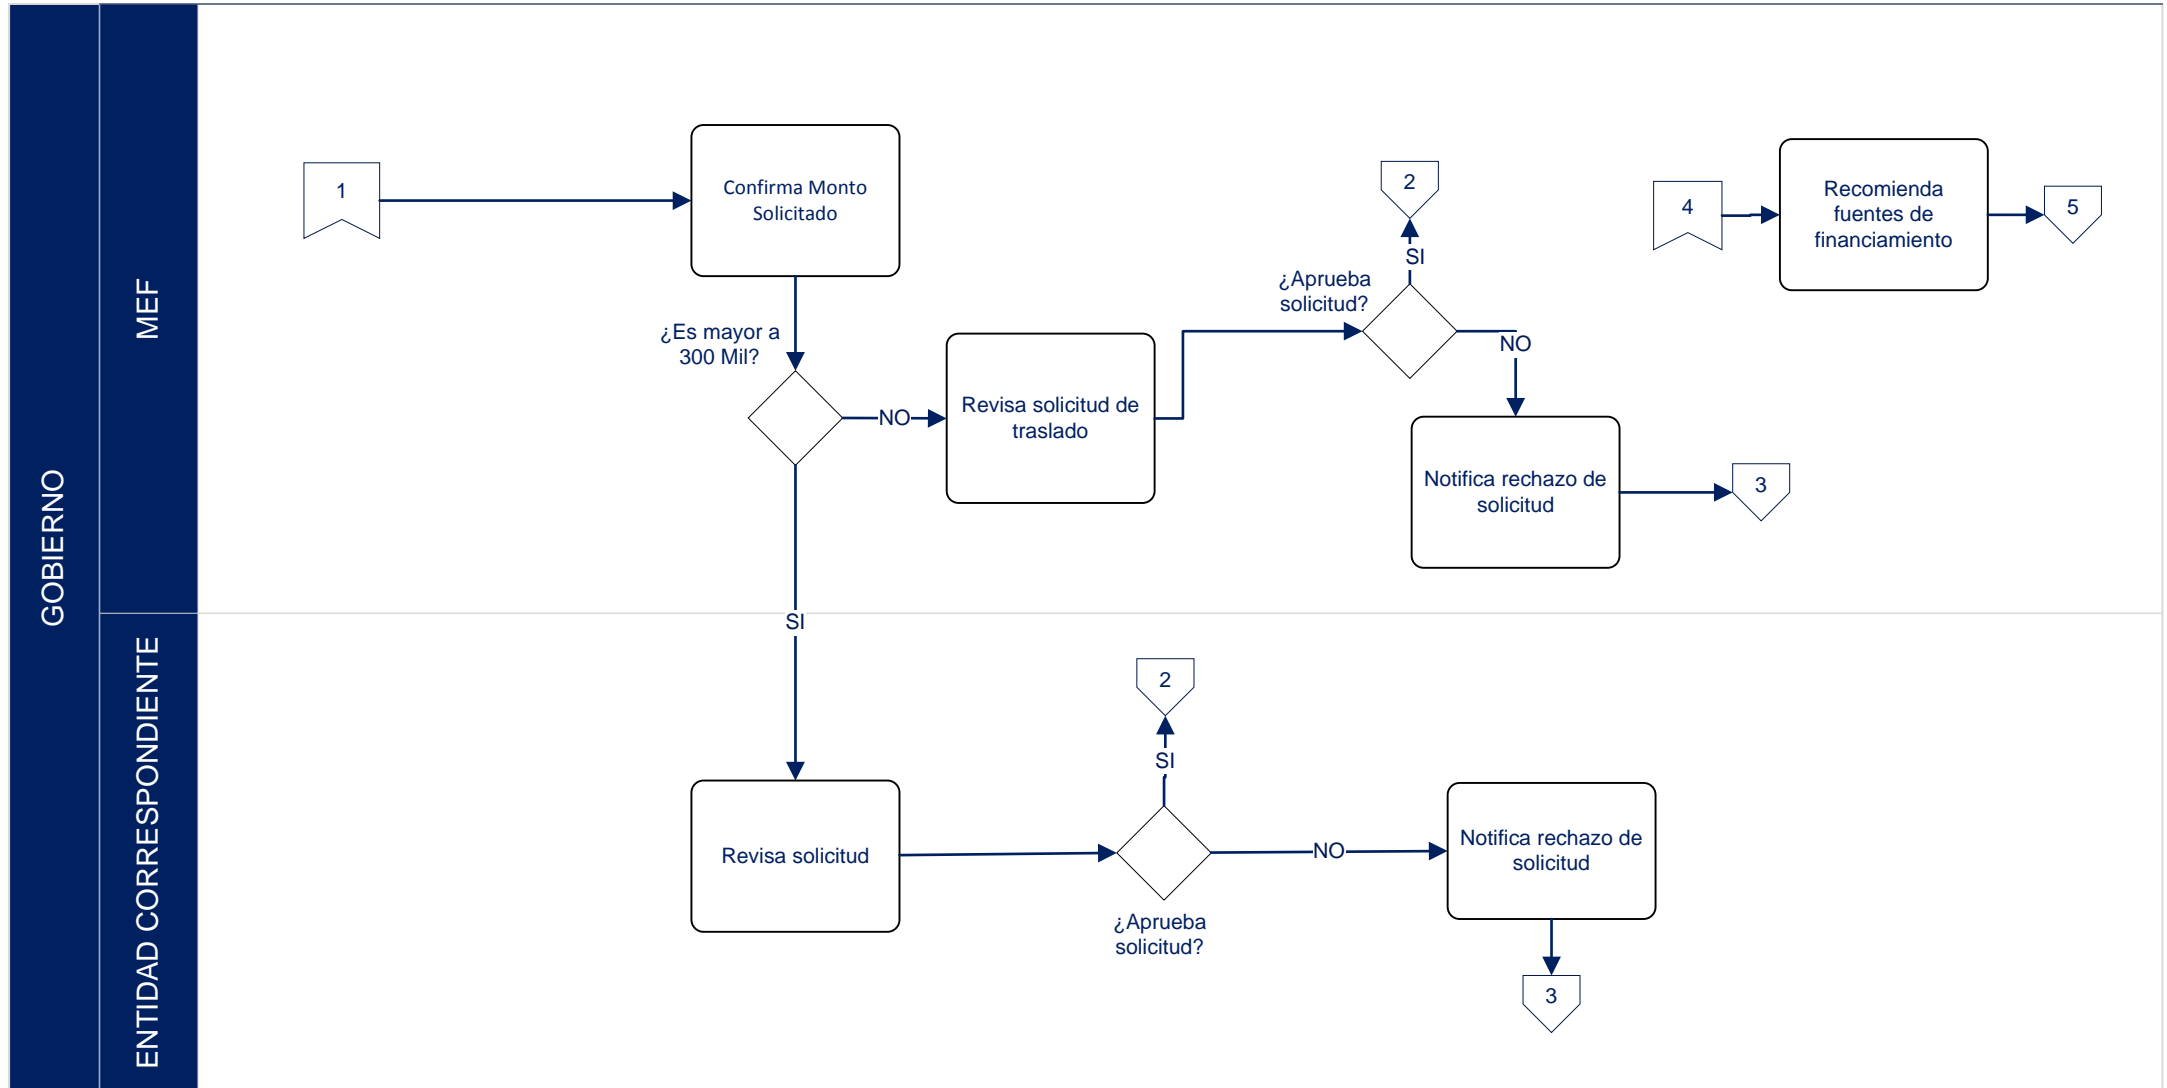 GOBIERNO
MEF
1
Confirma Monto
Solicitado
¿Es mayor a
300 Mil?
NO
Revisa solicitud de
traslado
¿Aprueba
solicitud?
SI
2
NO
Notifica rechazo de
solicitud
3
4
Recomienda
fuentes de
financiamiento
5
SI
ENTIDAD CORRESPONDIENTE
Revisa solicitud
¿Aprueba
solicitud?
SI
2
NO
Notifica rechazo de
solicitud
3